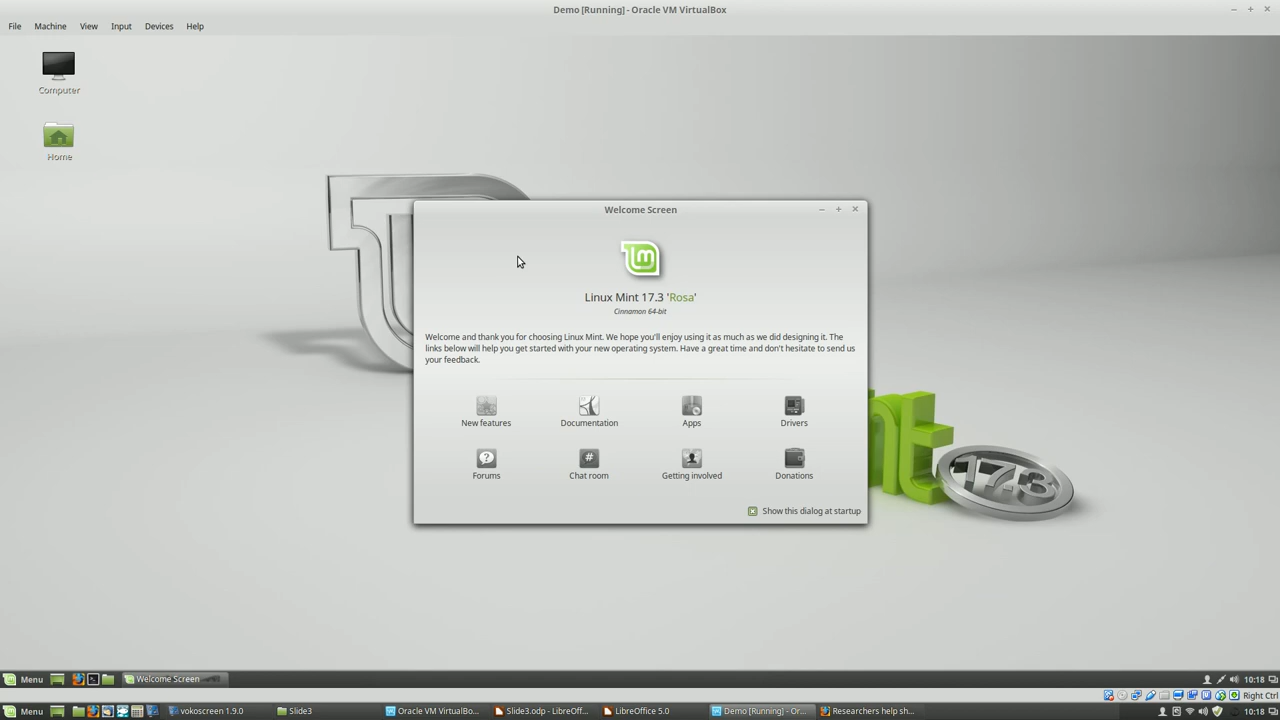 Demo [Running] - Oracle VM VirtualBox
File Machine View Input Devices Help
Computer
Home
Welcome Screen
Linux Mint 17.3 'Rosa'
Cinnamon 64-bit
Welcome and thank you for choosing Linux Mint. We hope you'll enjoy using it as much as we did designing it. The
links below will help you get started with your new operating system. Have a great time and don't hesitate to send us
your feedback.
New features Documentation Apps Drivers
Forums Chat room Getting involved Donations
Show this dialog at startup
17.3
Menu Welcome Screen 10:18
Right Ctrl
Menu vokoscreen 1.9.0 Slide3 Oracle VM VirtualBo... Slide3.odp - LibreOff... LibreOffice 5.0 Demo [Running] - Or... Researchers help sh... 10:18